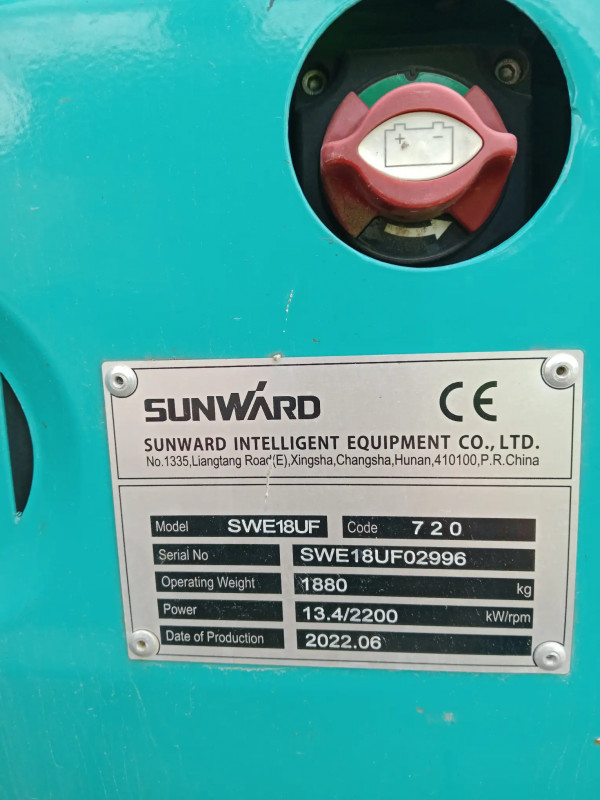 + -
SUNWARD CE
SUNWARD INTELLIGENT EQUIPMENT CO., LTD.
No.1335,Liangtang Road(E),Xingsha,Changsha,Hunan,410100,P.R.China
Model SWE18UF Code 720
Serial No SWE18UF02996
Operating Weight 1880 kg
Power 13.4/2200 kW/rpm
Date of Production 2022.06